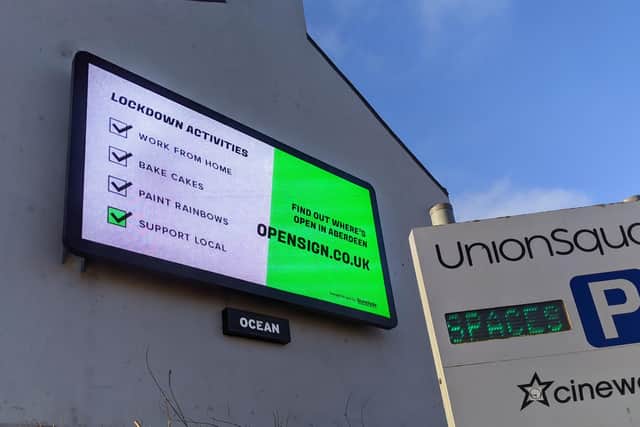 LOCKDOWN ACTIVITIES
WORK FROM HOME
BAKE CAKES
PAINT RAINBOWS
SUPPORT LOCAL
FIND OUT WHERE'S
OPEN IN ABERDEEN
OPENSIGN.CO.UK
OCEAN
UNIONSQUA
P
SPACES
cinew